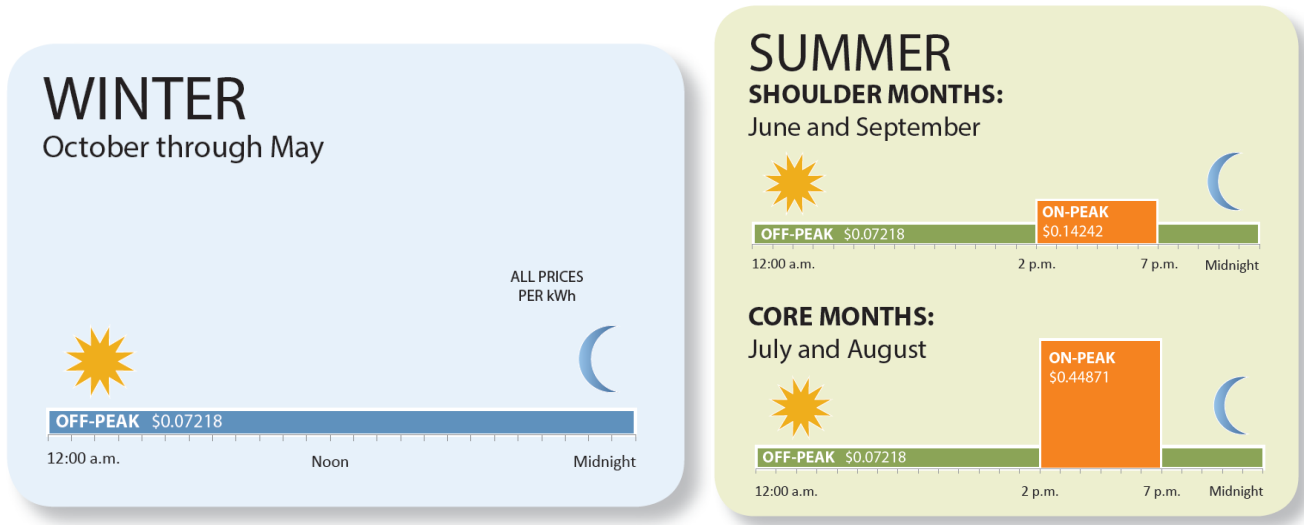 WINTER
October through May
ALL PRICES
PER kWh
OFF-PEAK $0.07218
12:00 a.m. Noon Midnight
SUMMER
SHOULDER MONTHS:
June and September
ON-PEAK
$0.14242
OFF-PEAK $0.07218
12:00 a.m. 2 p.m. 7 p.m. Midnight
CORE MONTHS:
July and August
ON-PEAK
$0.44871
OFF-PEAK $0.07218
12:00 a.m. 2 p.m. 7 p.m. Midnight